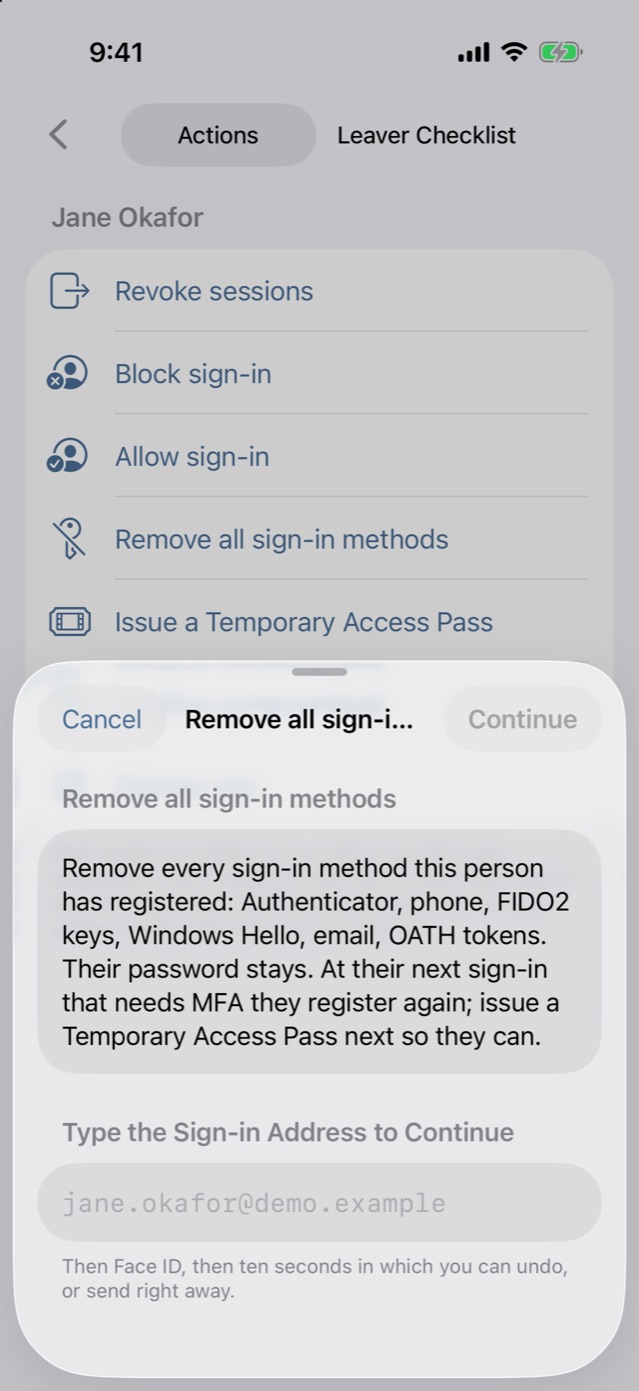 9:41
Actions
Leaver Checklist
Jane Okafor
Revoke sessions
Block sign-in
Allow sign-in
Remove all sign-in methods
Issue a Temporary Access Pass
Cancel
Remove all sign-i...
Continue
Remove all sign-in methods
Remove every sign-in method this person
has registered: Authenticator, phone, FIDO2
keys, Windows Hello, email, OATH tokens.
Their password stays. At their next sign-in
that needs MFA they register again; issue a
Temporary Access Pass next so they can.
Type the Sign-in Address to Continue
jane.okafor@demo.example
Then Face ID, then ten seconds in which you can undo,
or send right away.